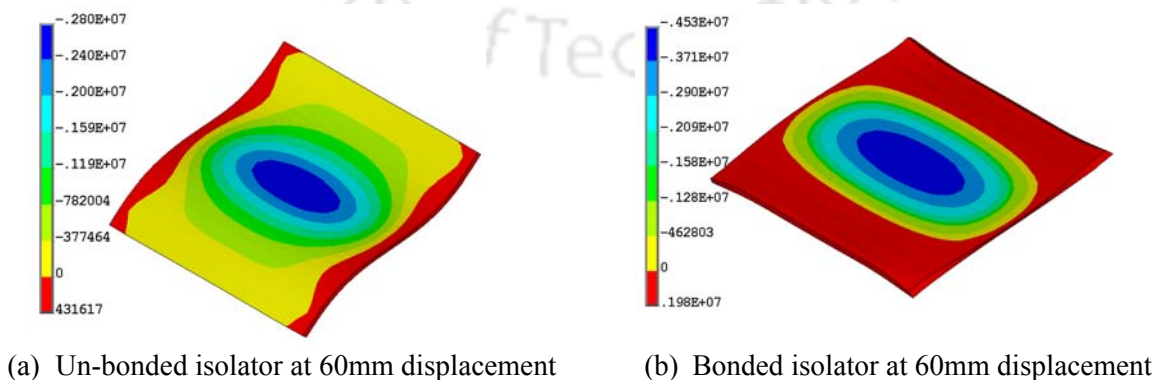 f Tec
-.280E+07
-.240E+07
-.200E+07
-.159E+07
-.119E+07
-782004
-377464
0
431617
-.453E+07
-.371E+07
-.290E+07
-.209E+07
-.158E+07
-.128E+07
-462803
0
.198E+07
(a) Un-bonded isolator at 60mm displacement
(b) Bonded isolator at 60mm displacement